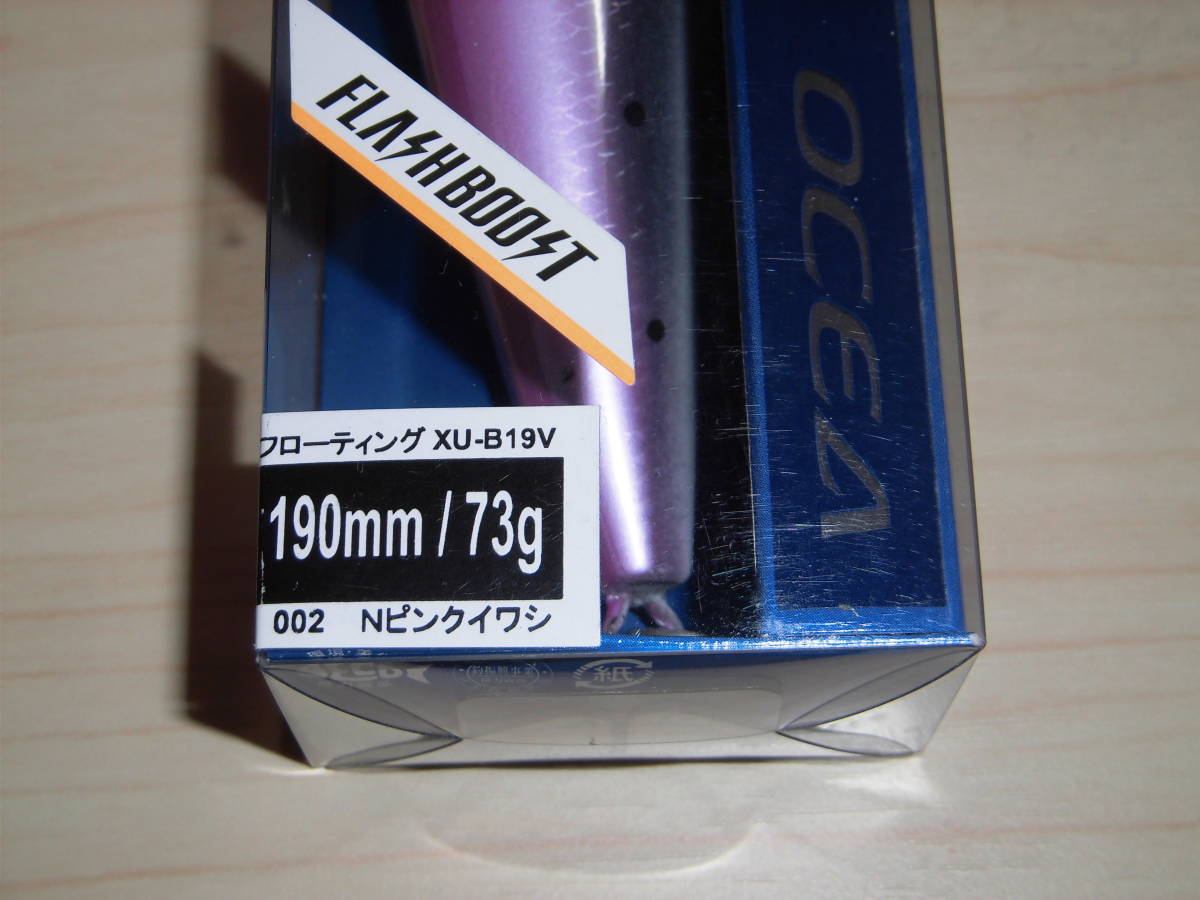 FLASHBOOST
OCEA
フローティング XU-B19V
190mm / 73g
002 Nピンクイワシ
紙